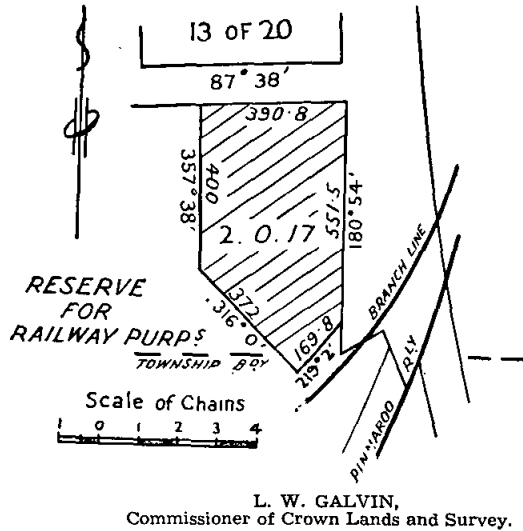 13 OF 20
87° 38'
390·8
357° 38'
400
551·5
180° 54'
2. 0. 17
BRANCH LINE
RESERVE
FOR
RAILWAY PURPS
372
316° 0'
169·8
219° 2'
TOWNSHIP BDY
PINNAROO RLY
Scale of Chains
1 0 1 2 3 4
L. W. GALVIN,
Commissioner of Crown Lands and Survey.